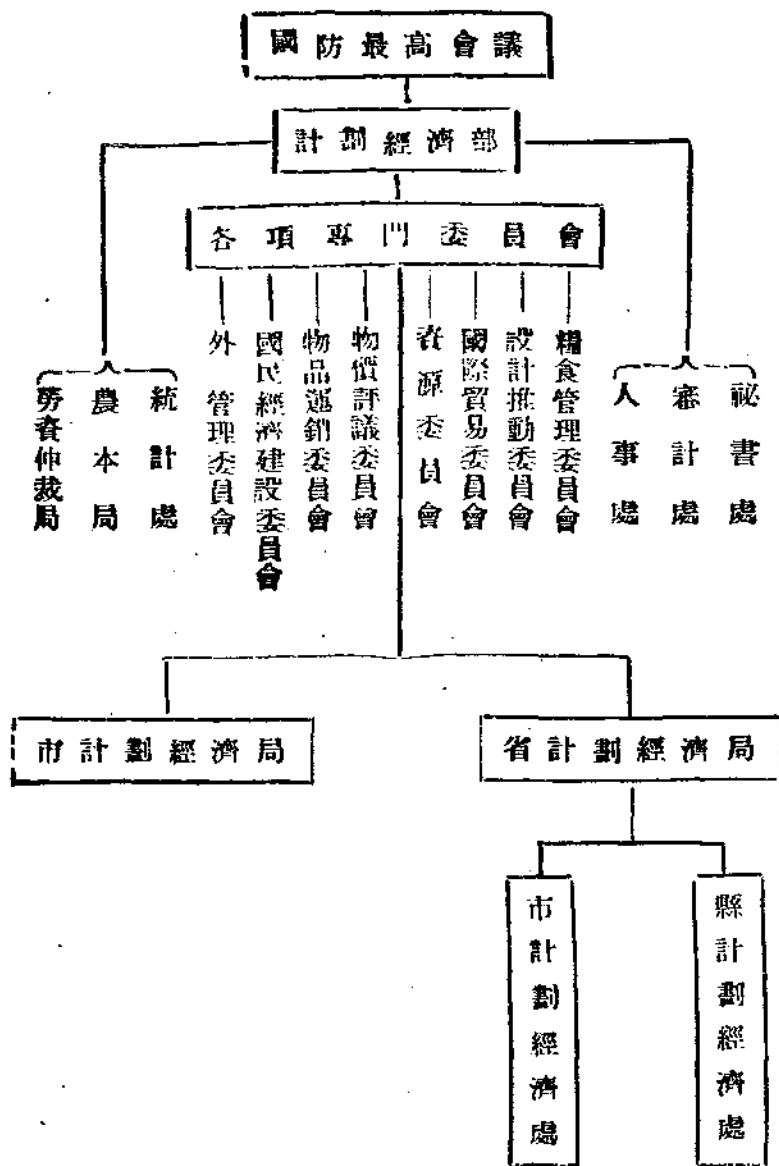 國防最高會議
計劃經濟部
各項專門委員會
祕書處
審計處
人事處
糧食管理委員會
設計推動委員會
國際貿易委員會
資源委員會
物價評議委員會
物品運銷委員會
國民經濟建設委員會
外 管理委員會
統計處
農本局
勞資仲裁局
省計劃經濟局
市計劃經濟局
縣計劃經濟處
市計劃經濟處